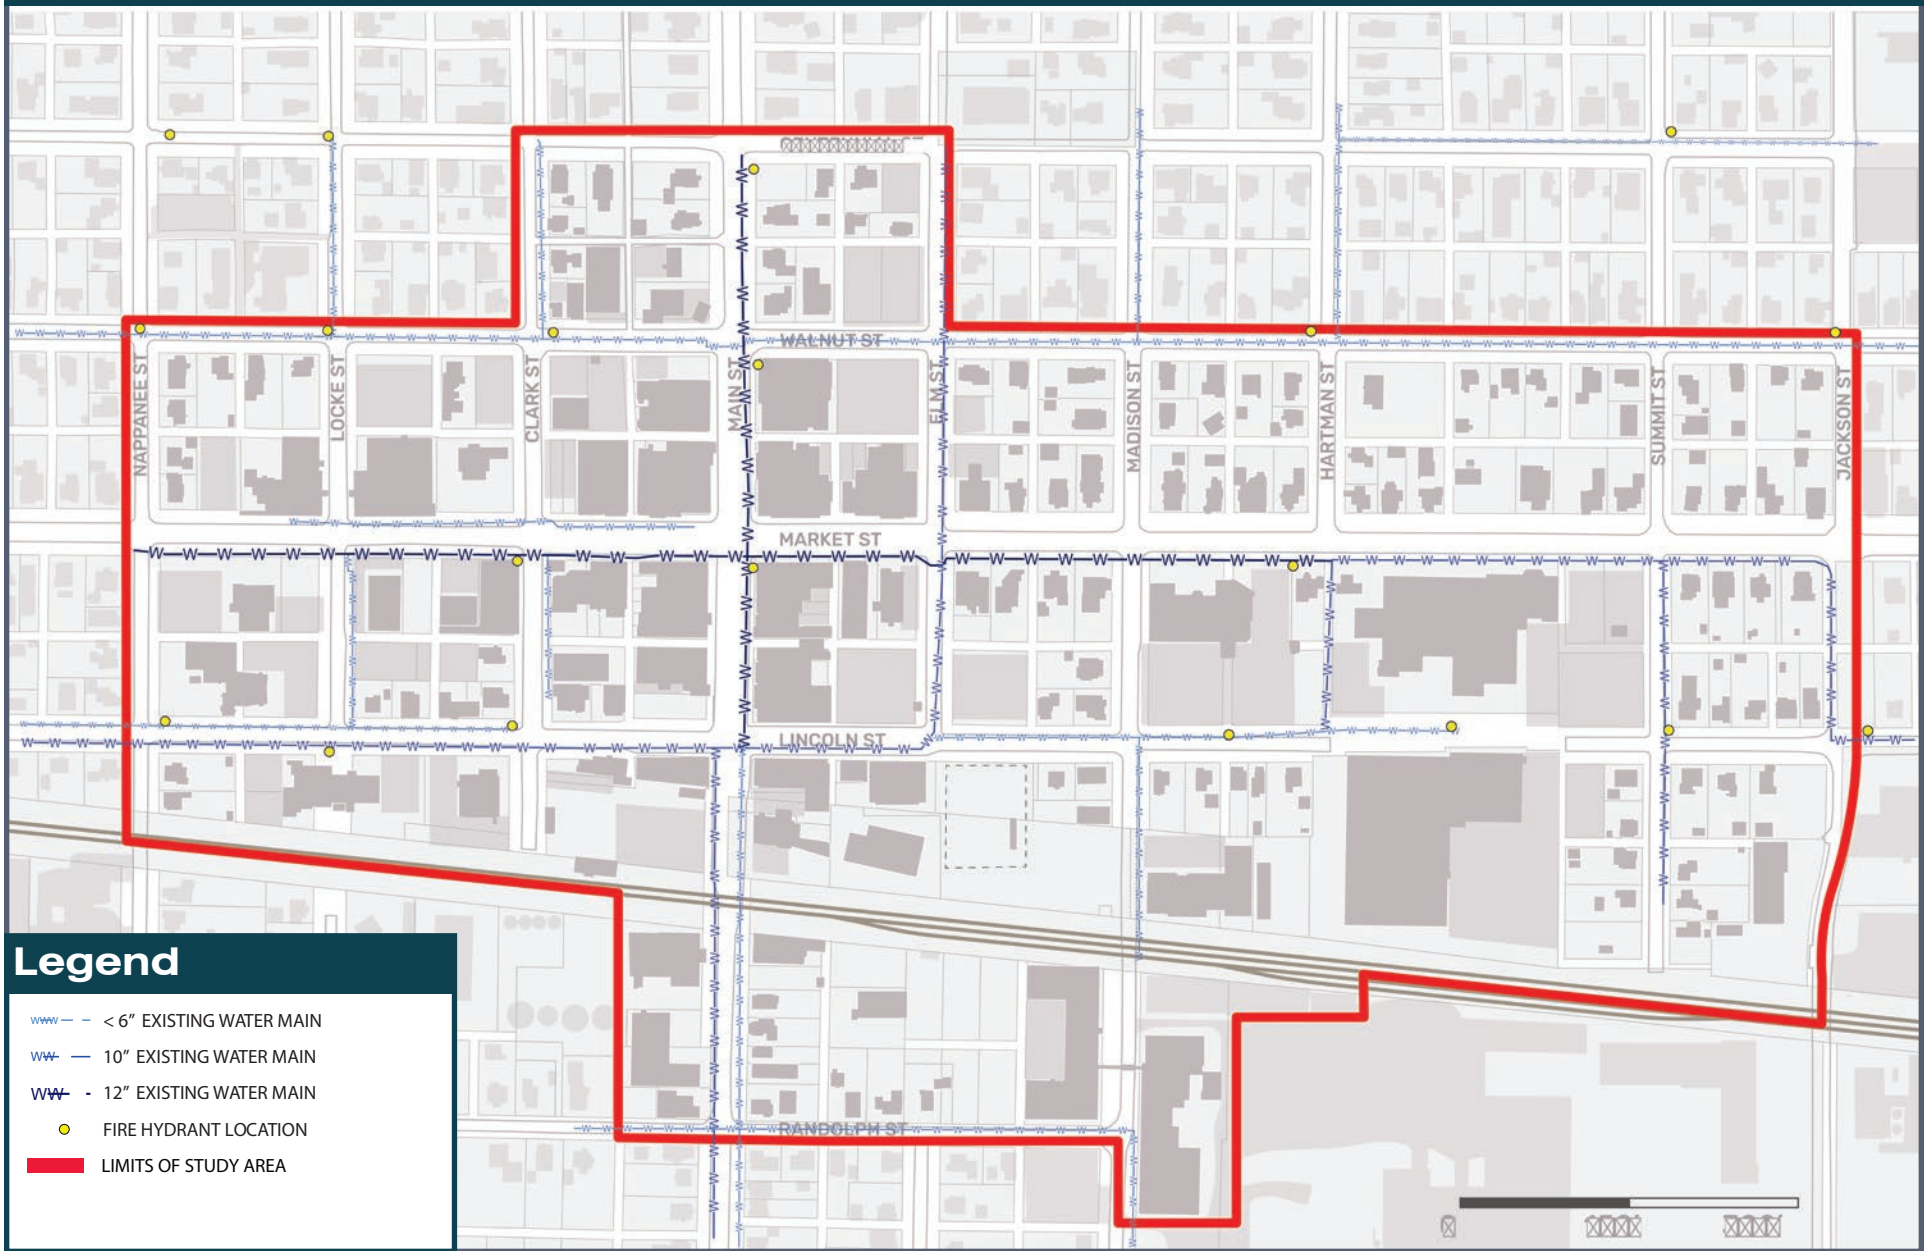 WALNUT ST
NAPPANEE ST
LOCKE ST
CLARK ST
MAIN ST
ELM ST
MADISON ST
HARTMAN ST
SUMMIT ST
JACKSON ST
MARKET ST
LINCOLN ST
RANDOLPH ST
Legend
< 6” EXISTING WATER MAIN
10” EXISTING WATER MAIN
12” EXISTING WATER MAIN
FIRE HYDRANT LOCATION
LIMITS OF STUDY AREA